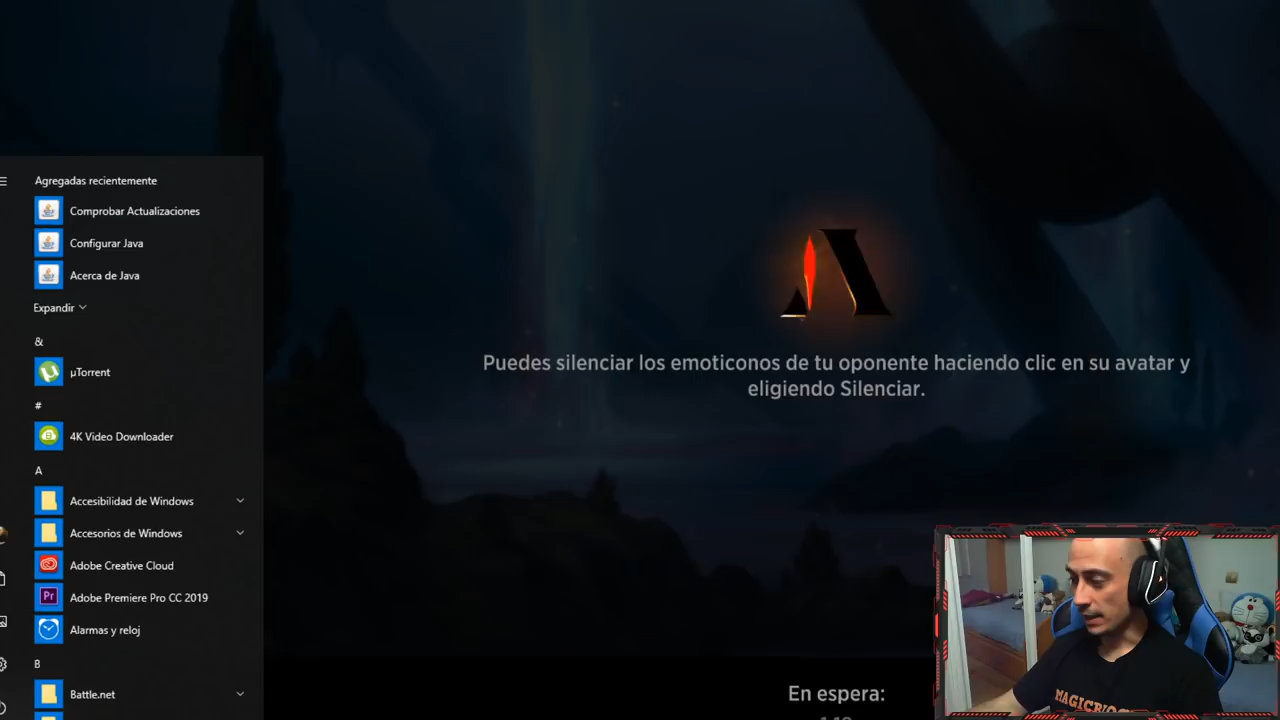 Agregadas recientemente
Comprobar Actualizaciones
Configurar Java
Acerca de Java
Expandir
&
µTorrent
#
4K Video Downloader
A
Accesibilidad de Windows
Accesorios de Windows
Adobe Creative Cloud
Pr Adobe Premiere Pro CC 2019
Alarmas y reloj
B
Battle.net
Puedes silenciar los emoticonos de tu oponente haciendo clic en su avatar y
eligiendo Silenciar.
En espera: